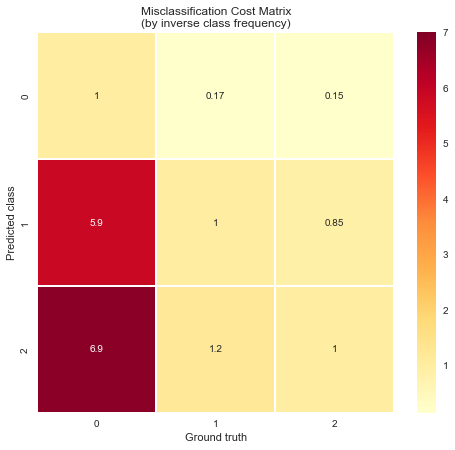 Misclassification Cost Matrix
(by inverse class frequency)
7
6
5
4
3
2
1
Predicted class
0
1
2
1 0.17 0.15
5.9 1 0.85
6.9 1.2 1
0 1 2
Ground truth